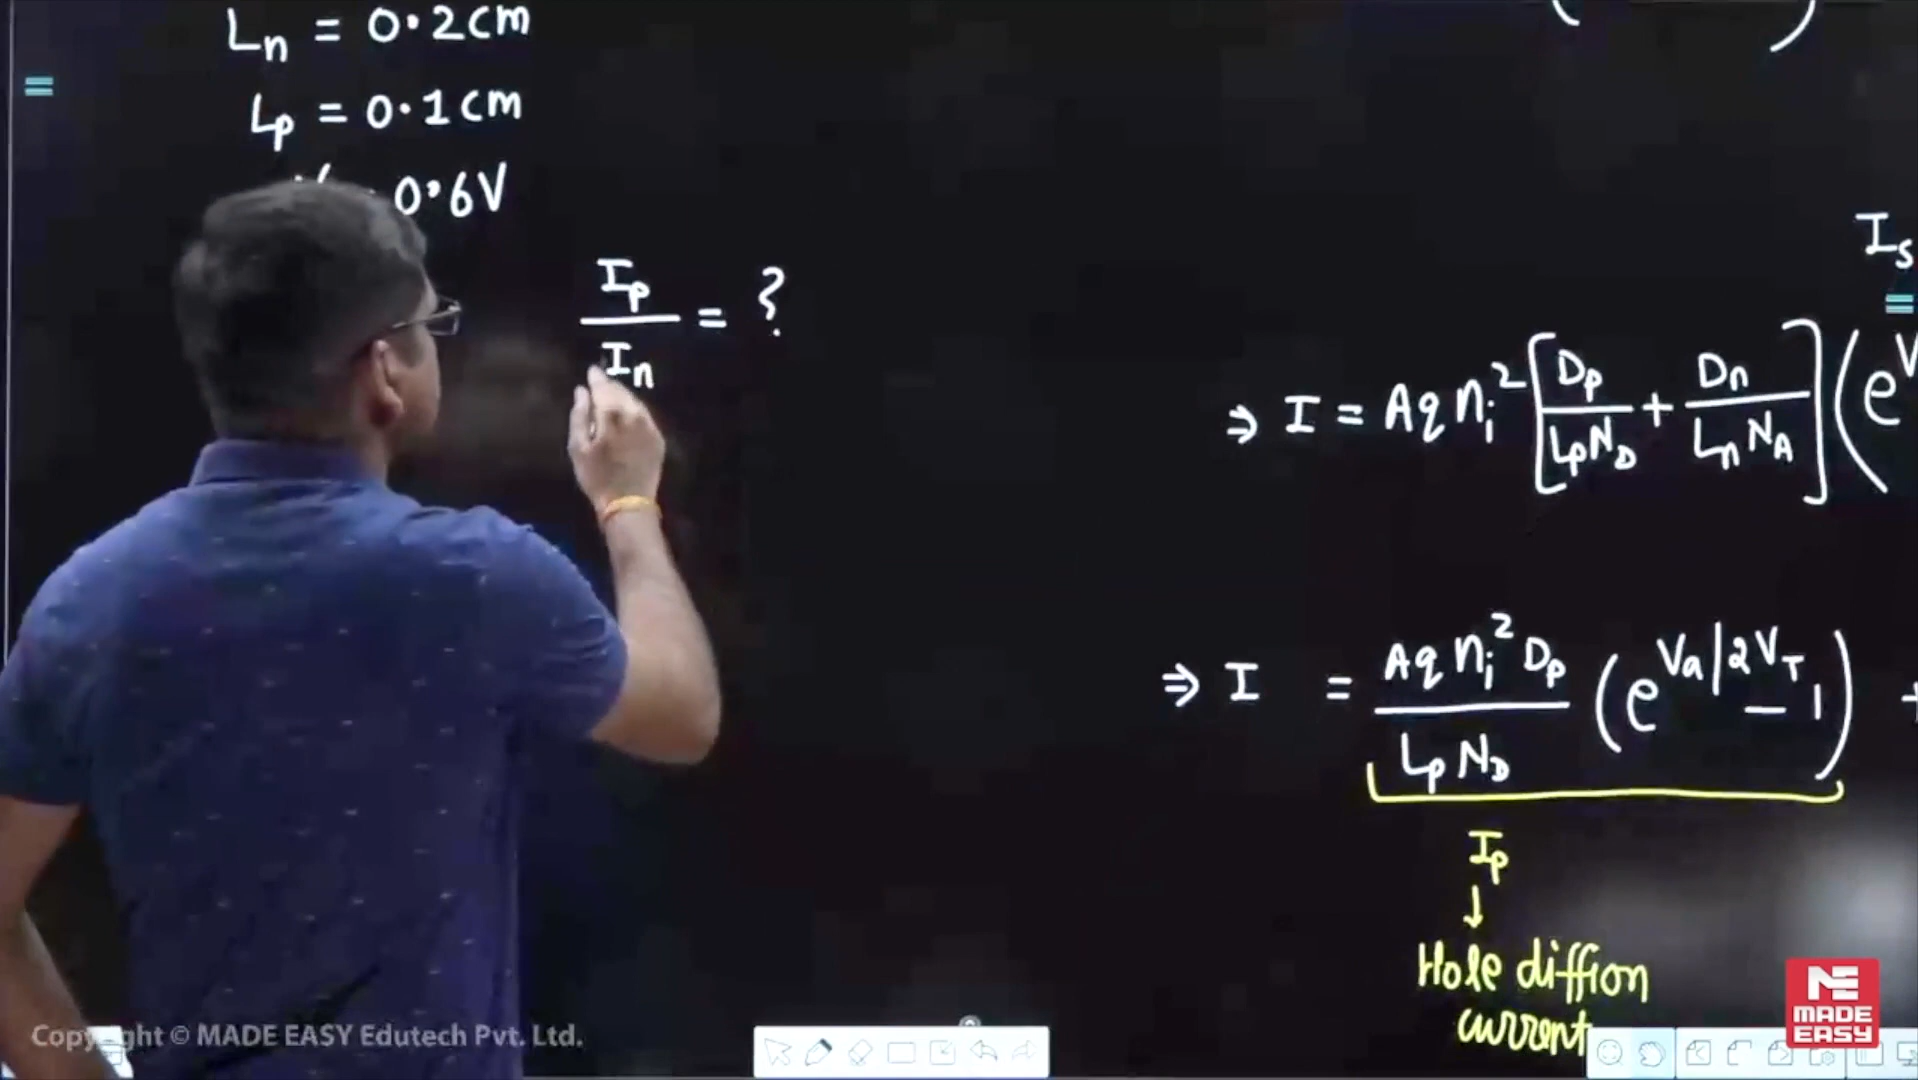 Ln = 0.2cm
Lp = 0.1cm
0.6V
Ip/In = ?
Is
⇒ I = Aqni² [Dp/LpND + Dn/LnNA] (e^V
⇒ I = Aqni²Dp/LpND (e^Va/2VT - 1) +
Ip
↓
Hole diffion
current
Copyright © MADE EASY Edutech Pvt. Ltd.
ME
MADE
EASY